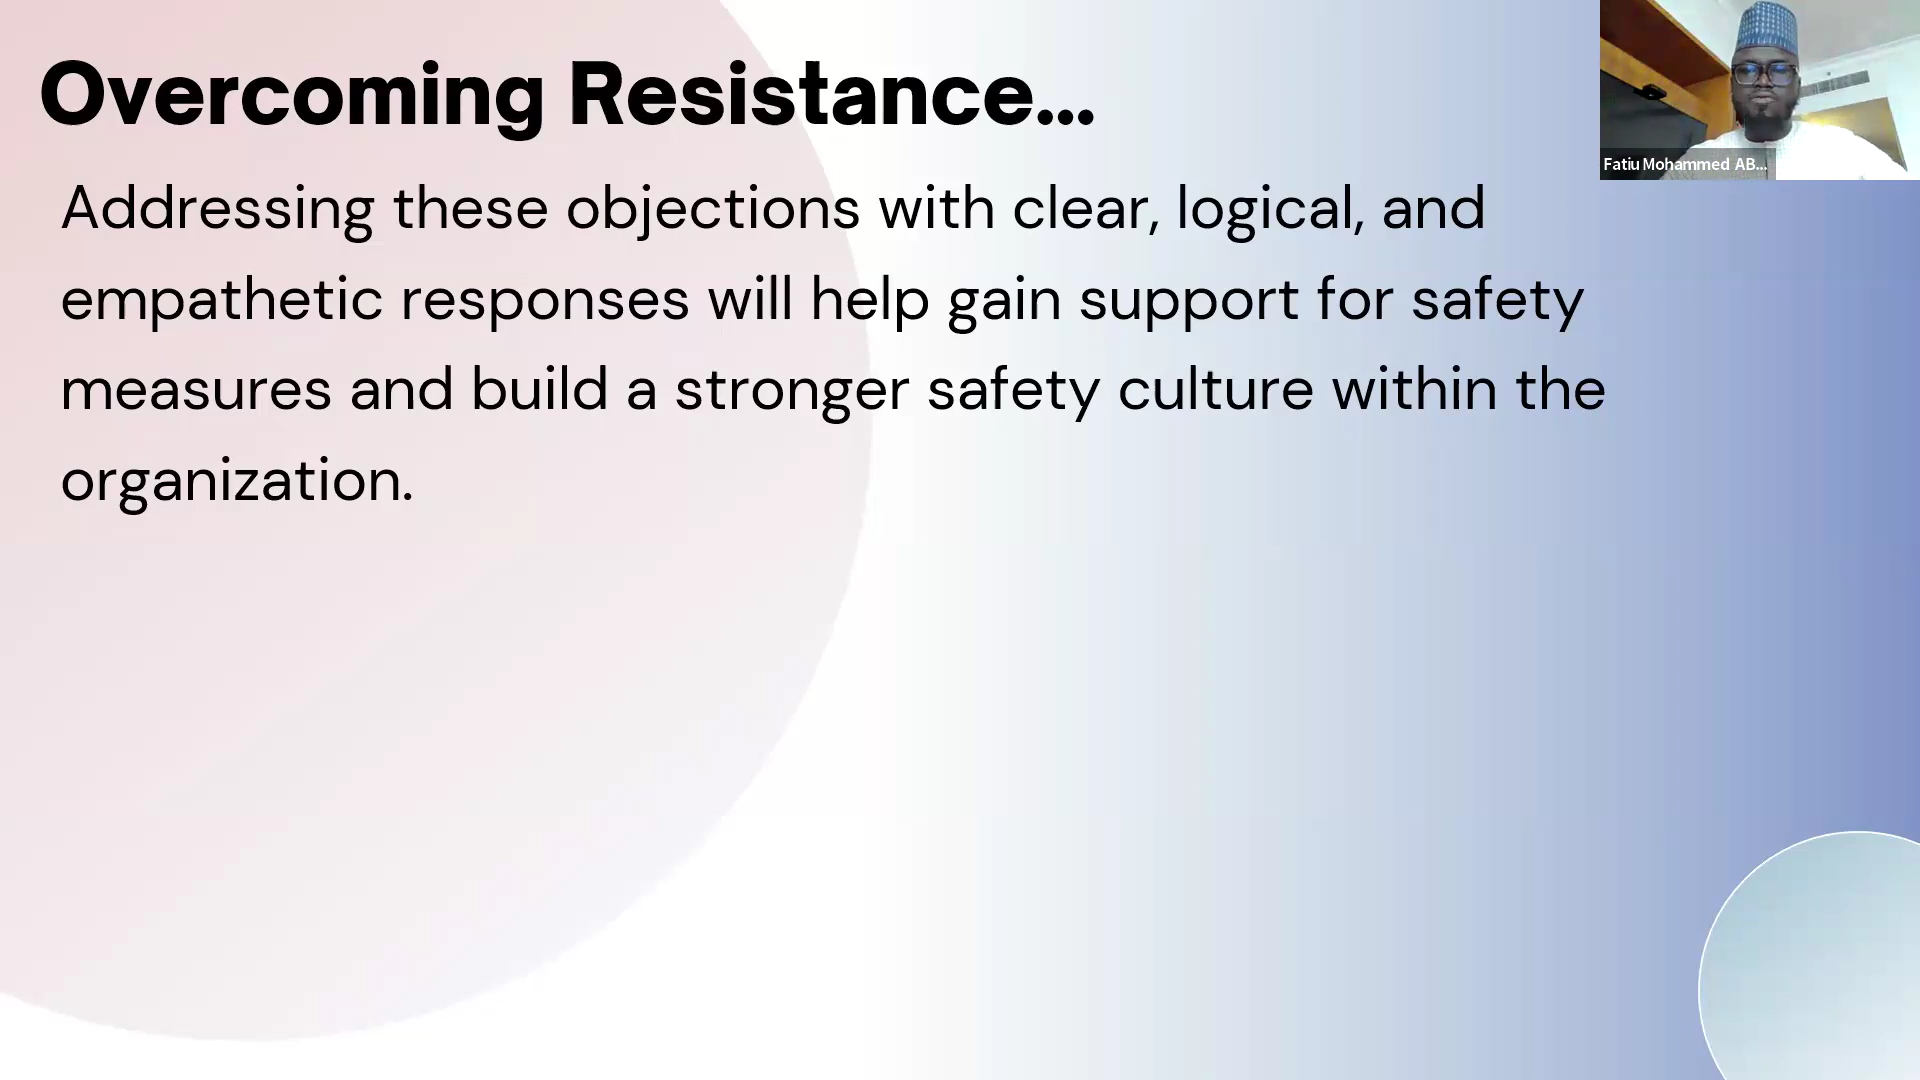 Overcoming Resistance...
Addressing these objections with clear, logical, and
empathetic responses will help gain support for safety
measures and build a stronger safety culture within the
organization.
Fatiu Mohammed AB...